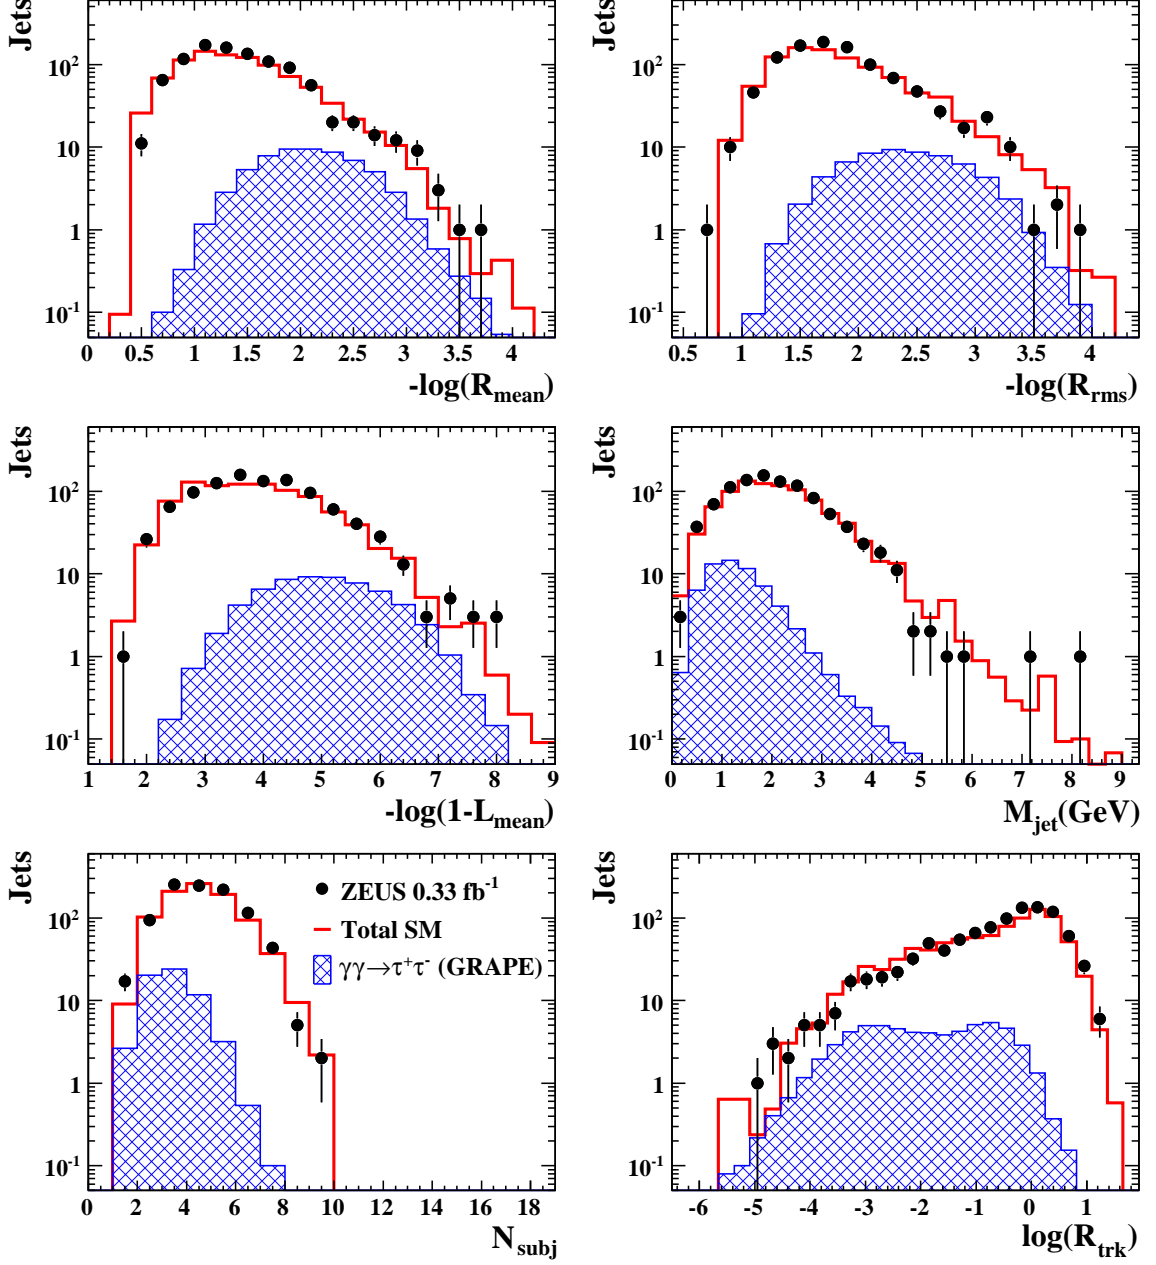 Jets
10²
10
1
10⁻¹
0 0.5 1 1.5 2 2.5 3 3.5 4
-log(R_mean)
Jets
10²
10
1
10⁻¹
0.5 1 1.5 2 2.5 3 3.5 4
-log(R_rms)
Jets
10²
10
1
10⁻¹
1 2 3 4 5 6 7 8 9
-log(1-L_mean)
Jets
10²
10
1
10⁻¹
0 1 2 3 4 5 6 7 8 9
M_jet(GeV)
Jets
10²
10
1
10⁻¹
0 2 4 6 8 10 12 14 16 18
N_subj
ZEUS 0.33 fb⁻¹
Total SM
γγ→τ⁺τ⁻ (GRAPE)
Jets
10²
10
1
10⁻¹
-6 -5 -4 -3 -2 -1 0 1
log(R_trk)